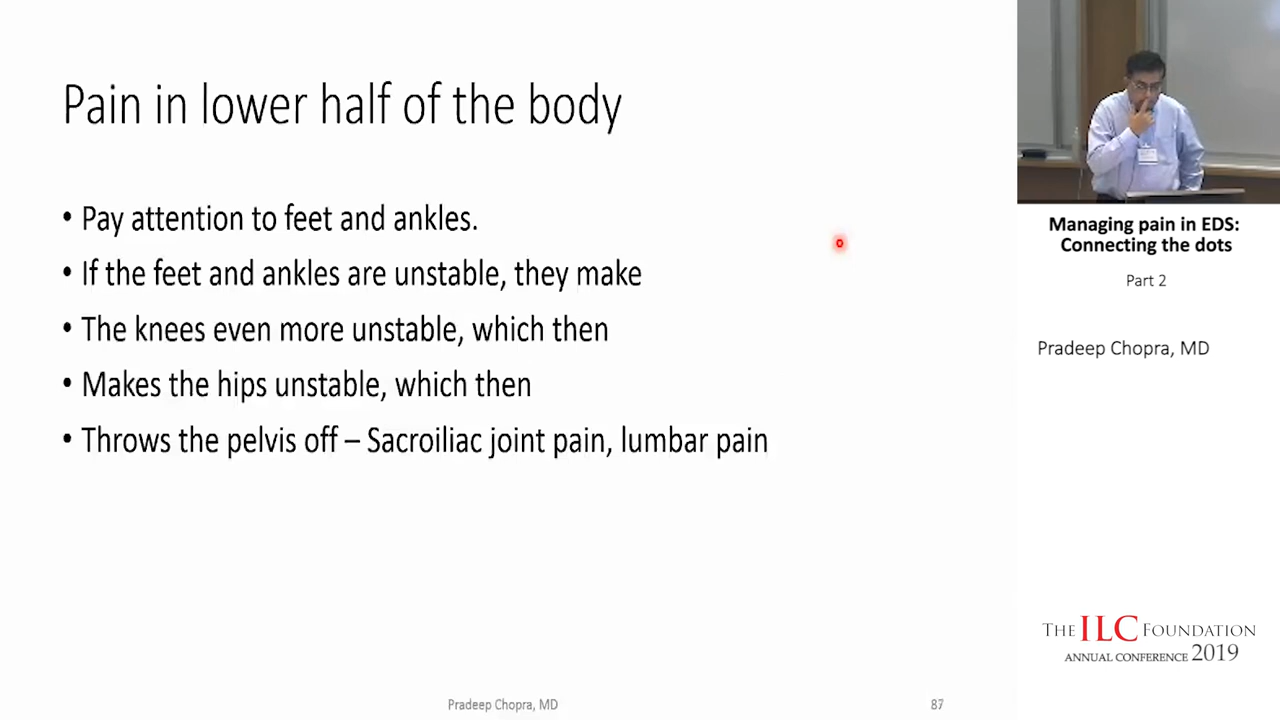 Pain in lower half of the body
• Pay attention to feet and ankles.
• If the feet and ankles are unstable, they make
• The knees even more unstable, which then
• Makes the hips unstable, which then
• Throws the pelvis off – Sacroiliac joint pain, lumbar pain
Pradeep Chopra, MD
87
Managing pain in EDS:
Connecting the dots
Part 2
Pradeep Chopra, MD
THE ILC FOUNDATION
ANNUAL CONFERENCE 2019